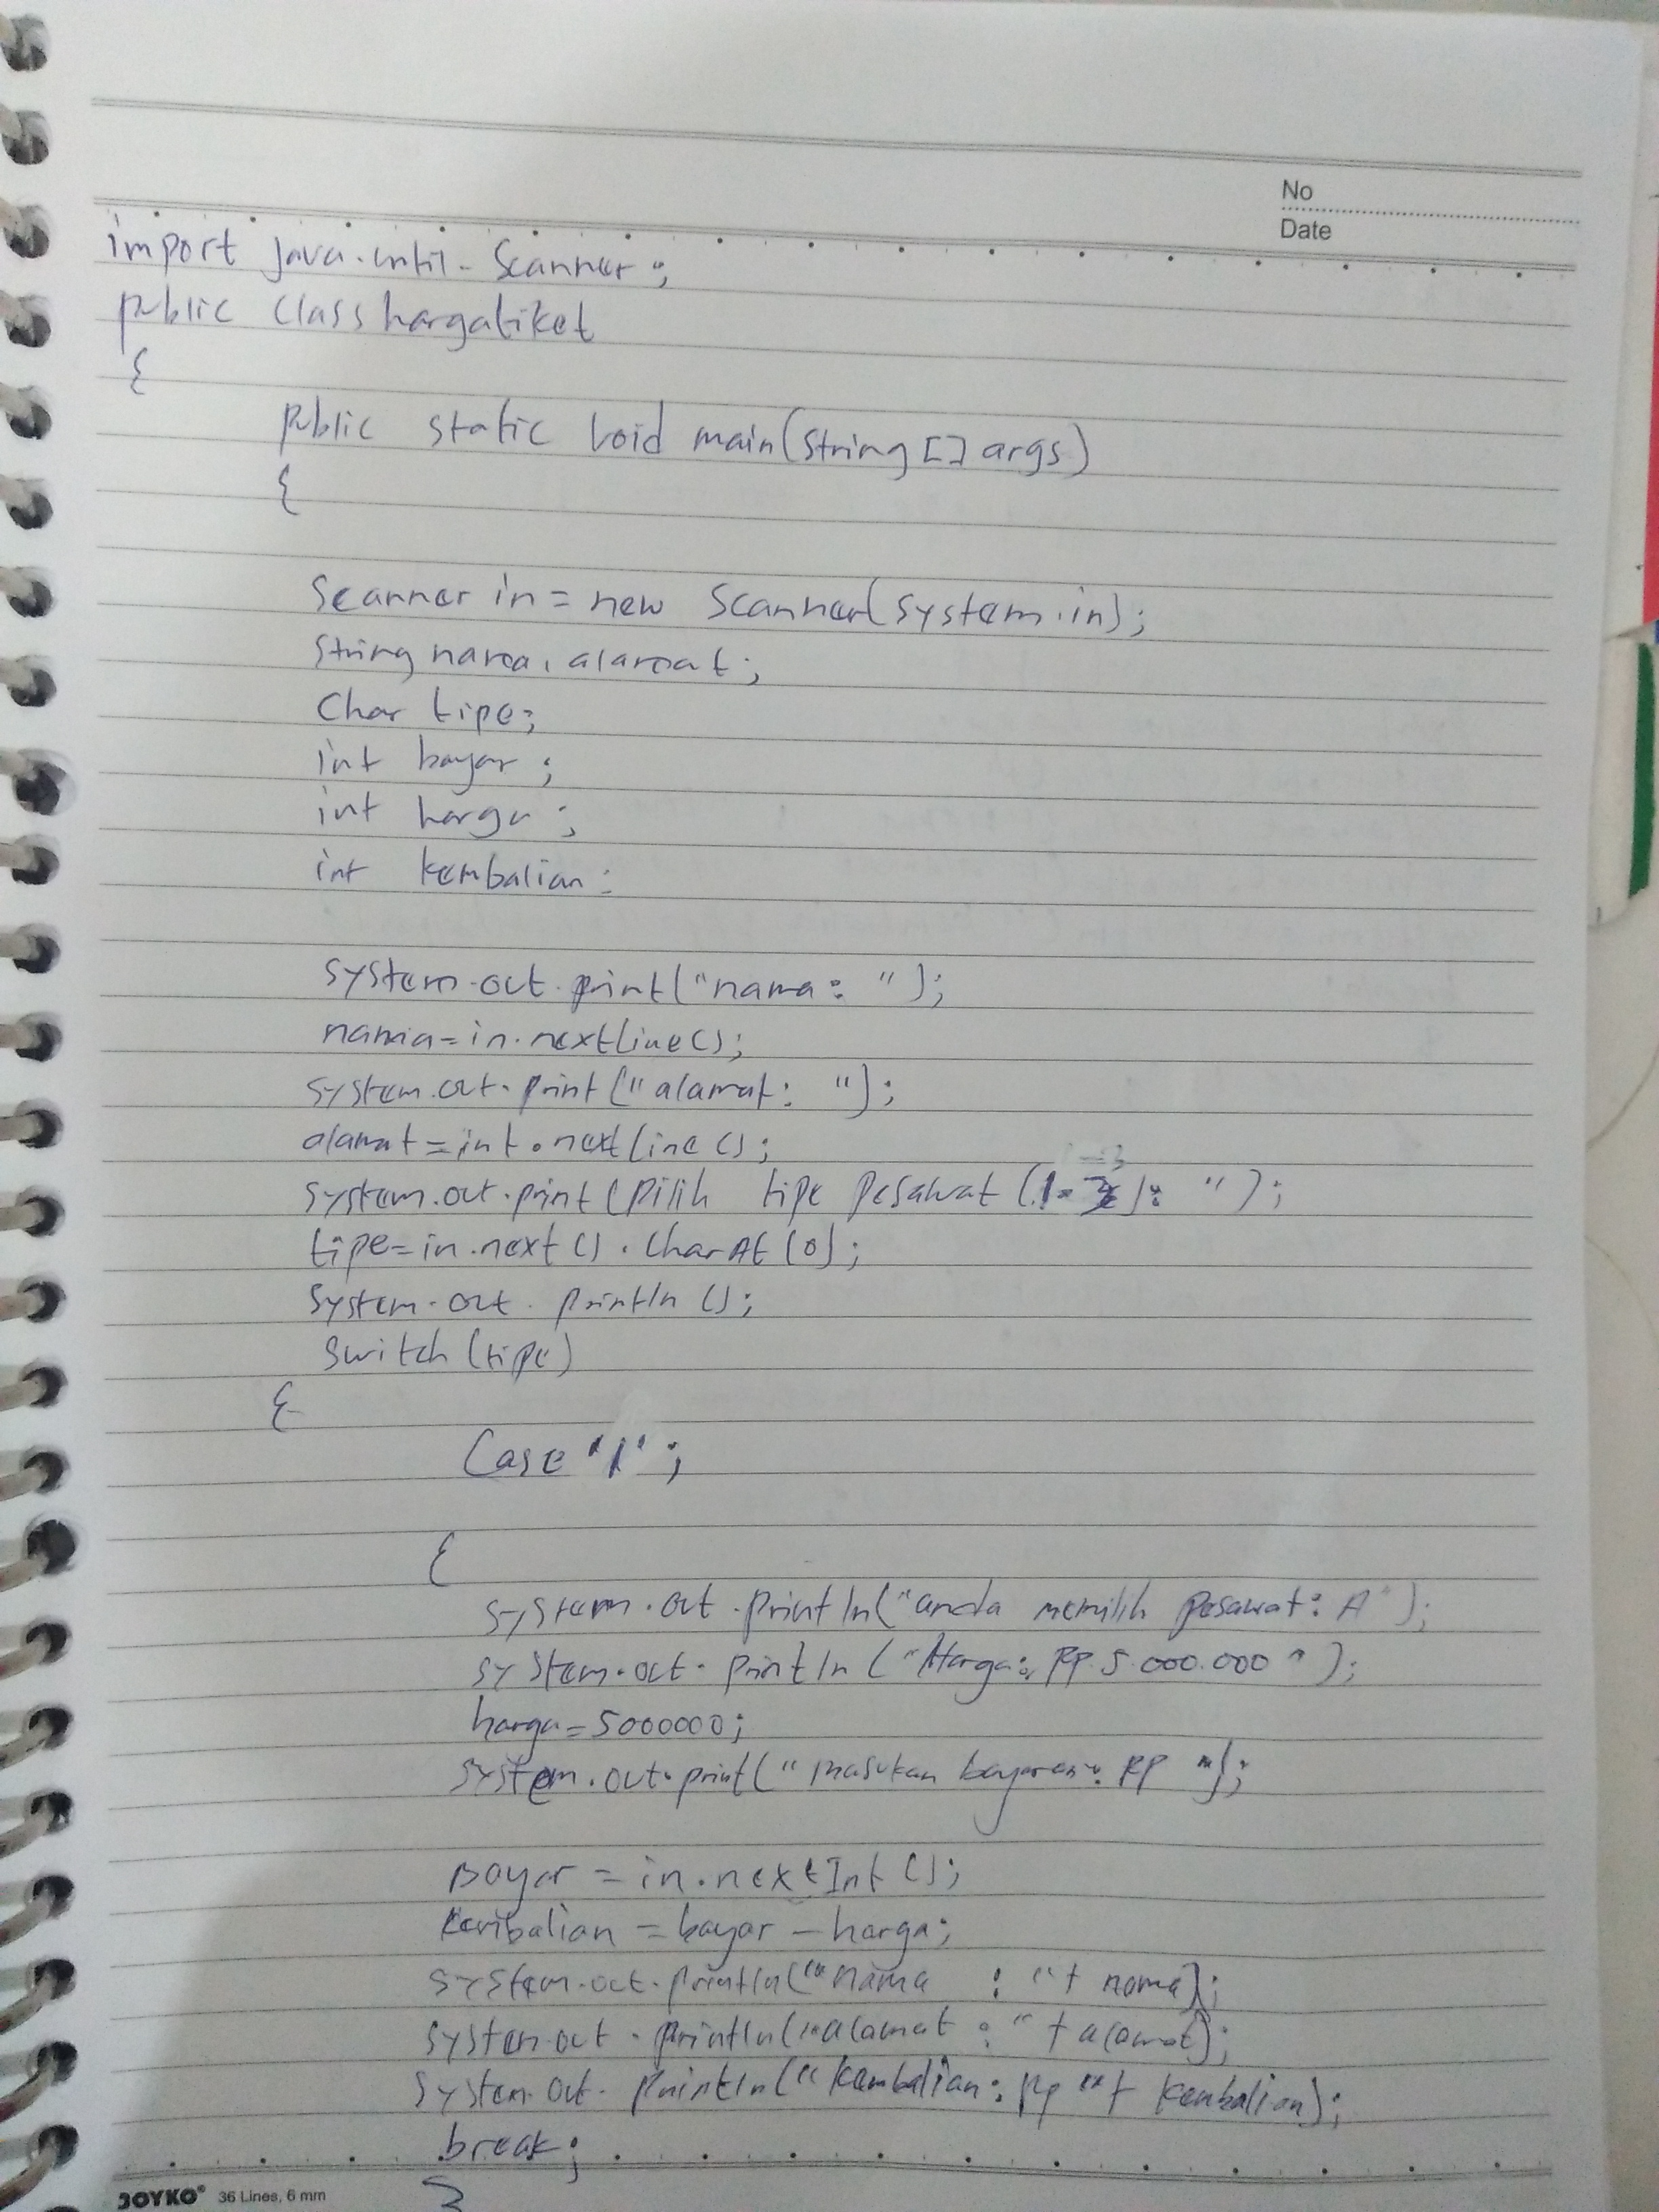 No
Date
import java.until.Scanner;
public class hargatiket
{
public static void main(String [] args)
{
Scanner in = new Scanner(system.in);
String nama, alamat;
Char tipe;
int bayar ;
int harga ;
int kembalian:
system.out.print("nama: ");
nama=in.nextline();
system.out.print("alamat: ");
alamat=int.nextline();
system.out.print(pilih tipe pesawat (1-3): ");
tipe=in.next().charAt(0);
system.out.println();
switch(tipe)
{
Case '1';
{
system.out.println("anda memilih pesawat: A");
system.out.println("Harga: Rp.5.000.000");
harga=5000000;
system.out.print("masukan bayaran: RP ");
Bayar = in.nextInt();
kembalian = bayar - harga;
system.out.println("nama : "+ nama);
system.out.println("alamat : "+alamat);
system.out.println("kembalian: Rp "+ kembalian);
break;
}
JOYKO 36 Lines, 6 mm